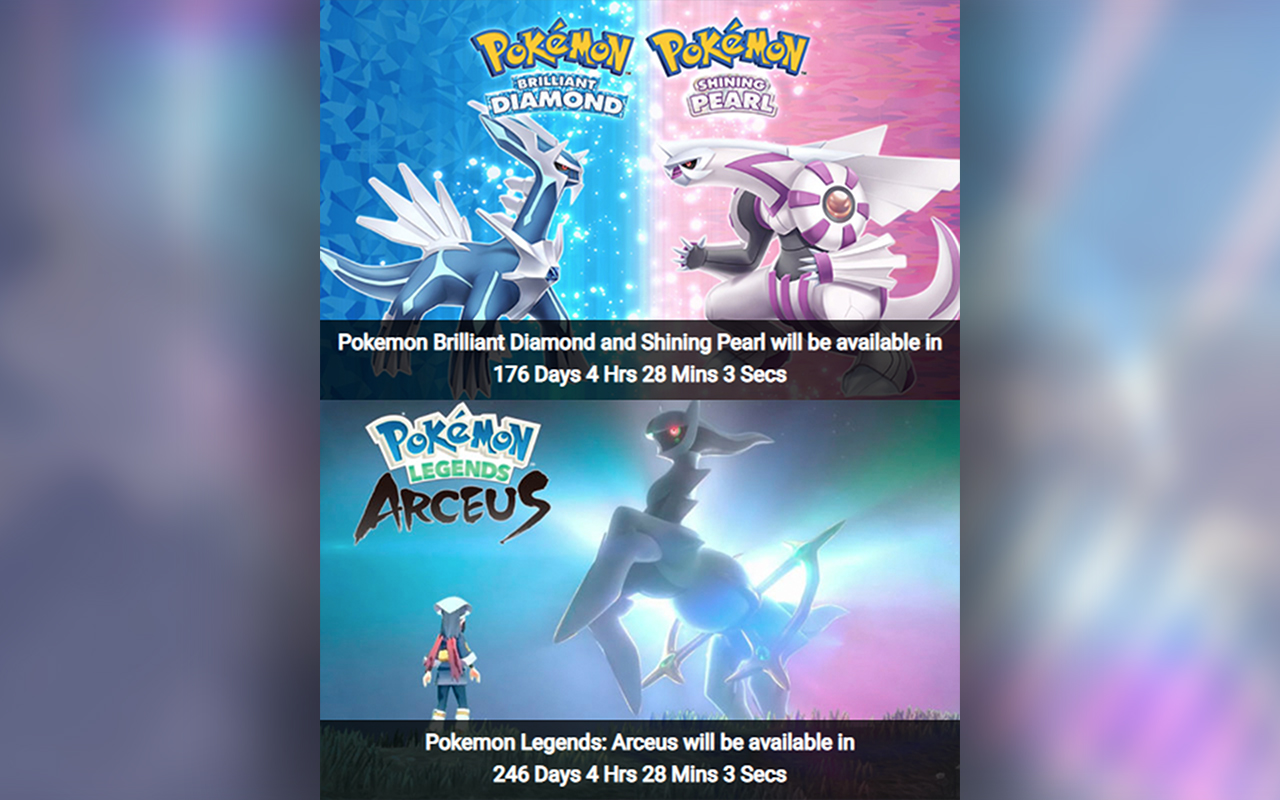 POKéMON
BRILLIANT
DIAMOND
POKéMON
SHINING
PEARL
Pokemon Brilliant Diamond and Shining Pearl will be available in
176 Days 4 Hrs 28 Mins 3 Secs
POKéMON
LEGENDS
ARCEUS
Pokemon Legends: Arceus will be available in
246 Days 4 Hrs 28 Mins 3 Secs